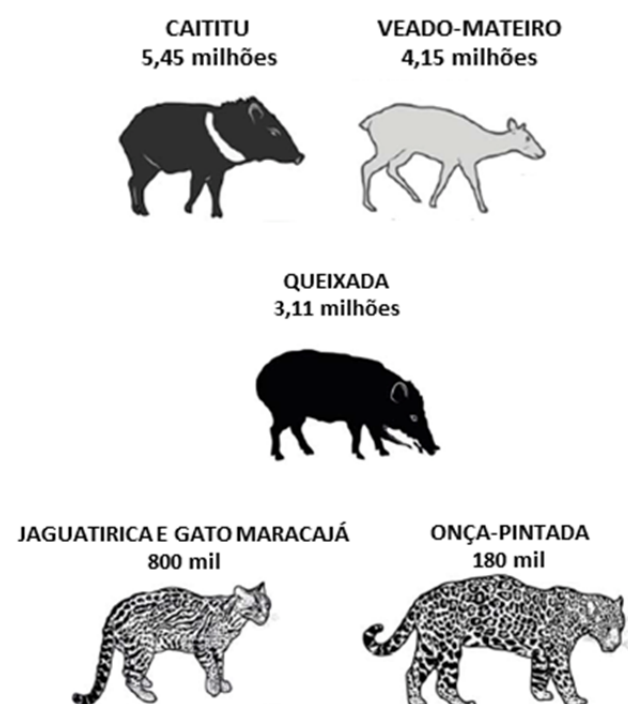 CAITITU
5,45 milhões
VEADO-MATEIRO
4,15 milhões
QUEIXADA
3,11 milhões
JAGUATIRICA E GATO MARACAJÁ
800 mil
ONÇA-PINTADA
180 mil